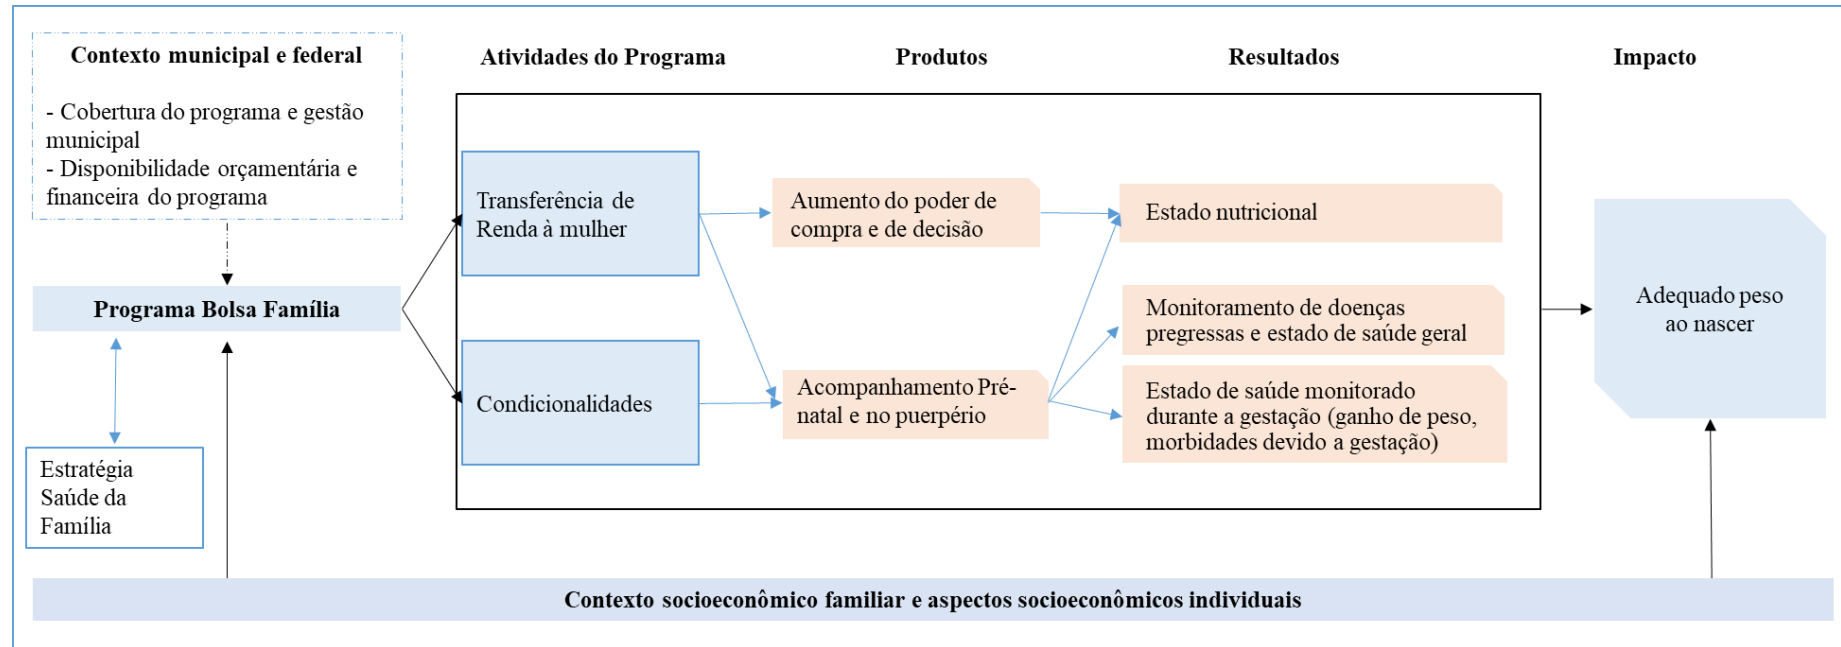 Contexto municipal e federal
- Cobertura do programa e gestão
municipal
- Disponibilidade orçamentária e
financeira do programa
Programa Bolsa Família
Estratégia
Saúde da
Família
Atividades do Programa
Transferência de
Renda à mulher
Condicionalidades
Produtos
Aumento do poder de
compra e de decisão
Acompanhamento Pré-
natal e no puerpério
Resultados
Estado nutricional
Monitoramento de doenças
pregressas e estado de saúde geral
Estado de saúde monitorado
durante a gestação (ganho de peso,
morbidades devido a gestação)
Impacto
Adequado peso
ao nascer
Contexto socioeconômico familiar e aspectos socioeconômicos individuais